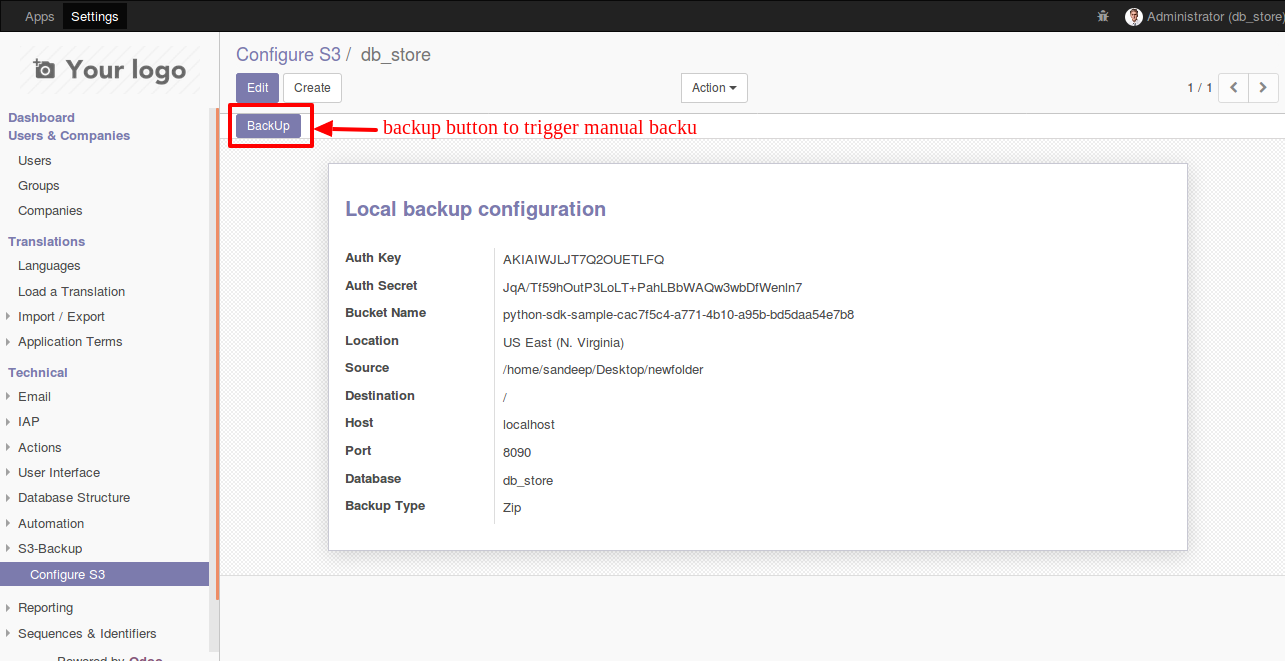 Apps
Settings
Administrator (db_store)
Your logo
Configure S3 / db_store
Edit
Create
Action
1 / 1
BackUp
backup button to trigger manual backu
Dashboard
Users & Companies
Users
Groups
Companies
Translations
Languages
Load a Translation
Import / Export
Application Terms
Technical
Email
IAP
Actions
User Interface
Database Structure
Automation
S3-Backup
Configure S3
Reporting
Sequences & Identifiers
Powered by Odoo
Local backup configuration
Auth Key AKIAIWJLJT7Q2OUETLFQ
Auth Secret
Bucket Name python-sdk-sample-cac7f5c4-a771-4b10-a95b-bd5daa54e7b8
Location US East (N. Virginia)
Source /home/sandeep/Desktop/newfolder
Destination /
Host localhost
Port 8090
Database db_store
Backup Type Zip